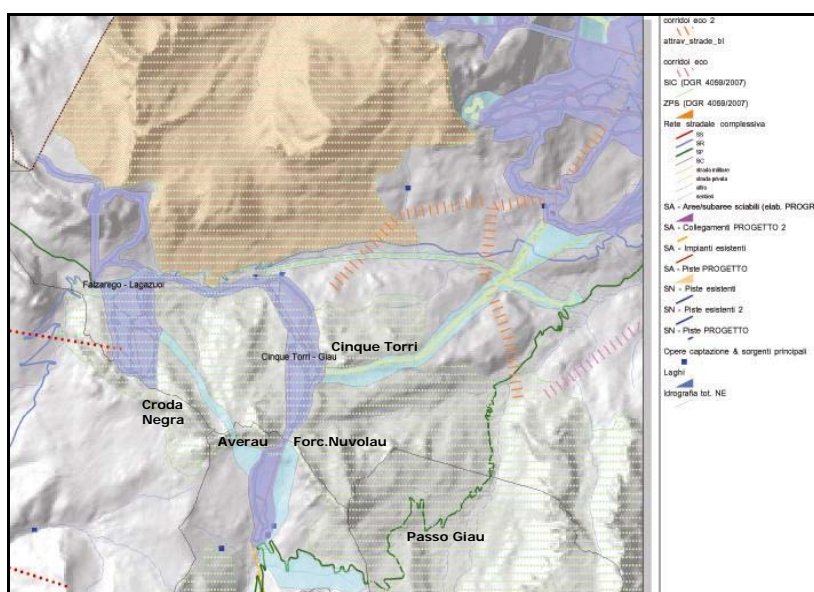 Falzarego - Lagazuoi
Cinque Torri
Cinque Torri - Giau
Croda
Negra
Averau
Forc.Nuvolau
Passo Giau
corridoi eco 2
attrav_strade_bl
corridoi eco
SIC (DGR 4059/2007)
ZPS (DGR 4059/2007)
Rete stradale complessiva
SS
SR
SP
SC
strada militare
strada privata
altro
sentieri
SA - Aree/subaree sciabili (elab. PROGR
SA - Collegamenti PROGETTO 2
SA - Impianti esistenti
SA - Piste PROGETTO
SN - Piste esistenti
SN - Piste esistenti 2
SN - Piste PROGETTO
Opere captazione & sorgenti principali
Laghi
Idrografia tot. NE